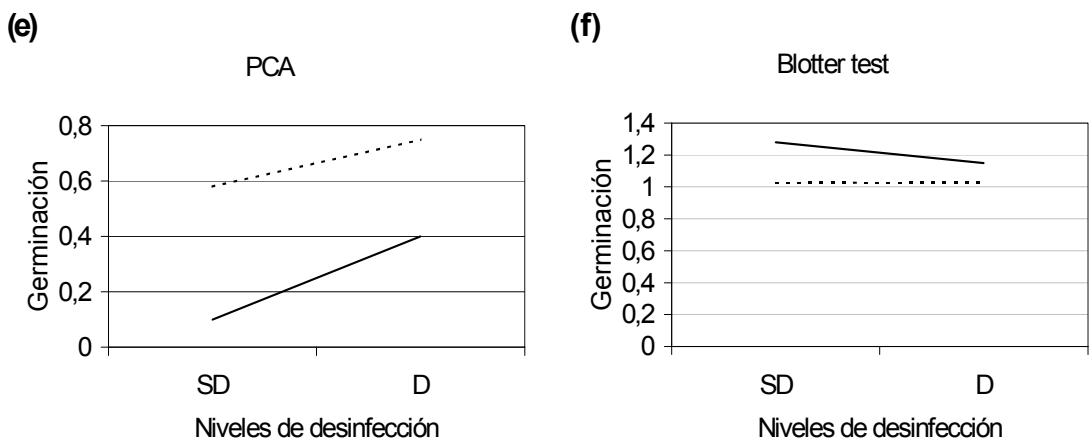 (e)
PCA
Germinación
0,8
0,6
0,4
0,2
0
SD D
Niveles de desinfección
(f)
Blotter test
Germinación
1,4
1,2
1
0,8
0,6
0,4
0,2
0
SD D
Niveles de desinfección